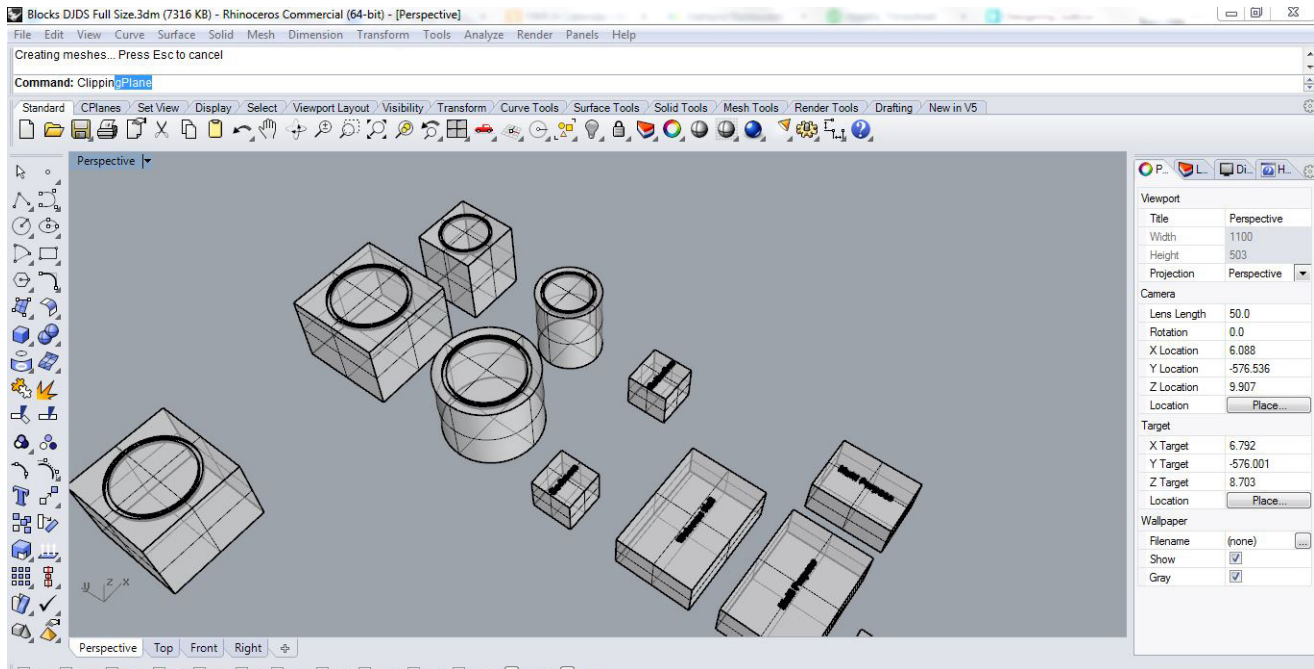 Blocks DJDS Full Size.3dm (7316 KB) - Rhinoceros Commercial (64-bit) - [Perspective]
File Edit View Curve Surface Solid Mesh Dimension Transform Tools Analyze Render Panels Help
Creating meshes... Press Esc to cancel
Command: ClippingPlane
Standard CPlanes Set View Display Select Viewport Layout Visibility Transform Curve Tools Surface Tools Solid Tools Mesh Tools Render Tools Drafting New in V5
Perspective
P... L... Di... H...
Viewport
Title Perspective
Width 1100
Height 503
Projection Perspective
Camera
Lens Length 50.0
Rotation 0.0
X Location 6.088
Y Location -576.536
Z Location 9.907
Location Place...
Target
X Target 6.792
Y Target -576.001
Z Target 8.703
Location Place...
Wallpaper
Filename (none) ...
Show
Gray
Multi Purpose
Multi Purpose
y z x
Perspective Top Front Right